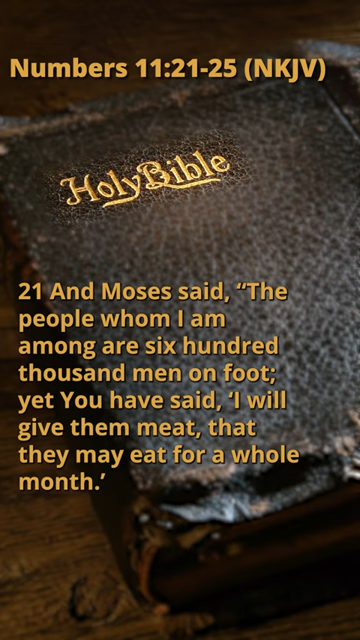 Numbers 11:21-25 (NKJV)
Holy Bible
21 And Moses said, “The
people whom I am
among are six hundred
thousand men on foot;
yet You have said, ‘I will
give them meat, that
they may eat for a whole
month.’